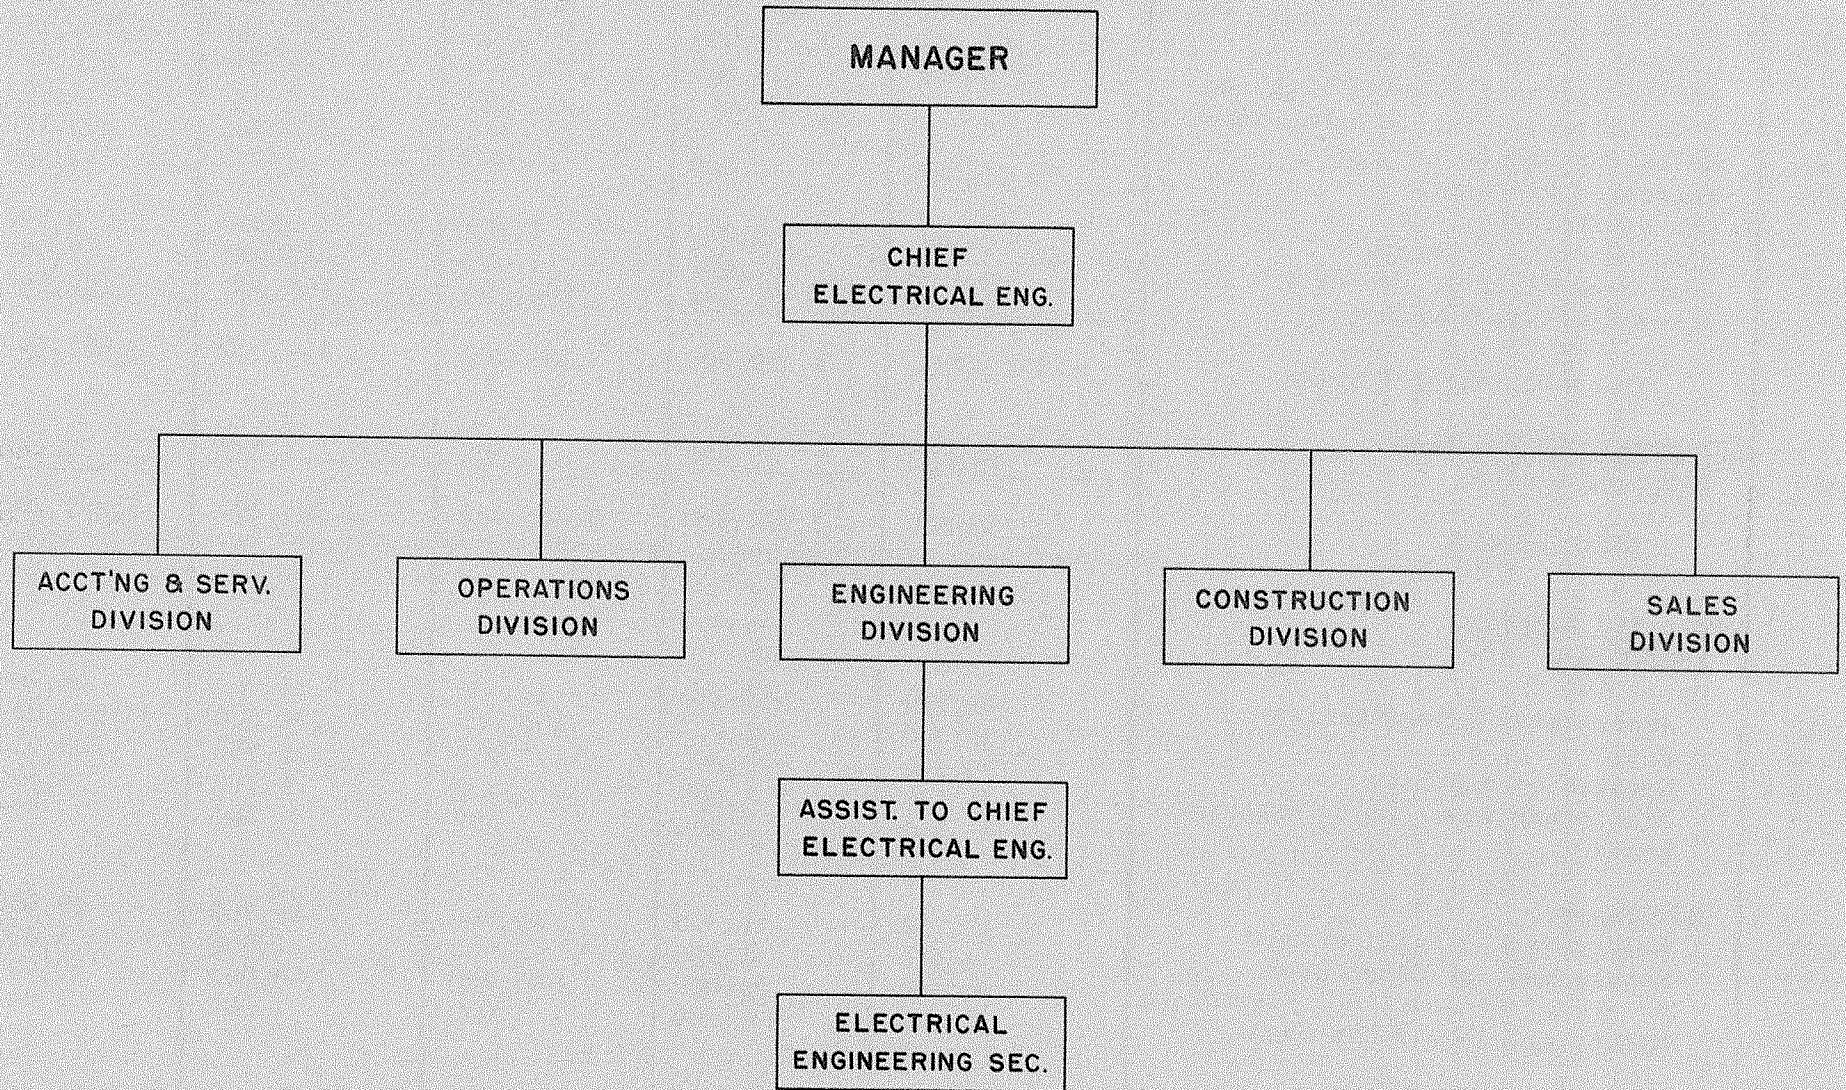 MANAGER
CHIEF
ELECTRICAL ENG.
ACCT'NG & SERV.
DIVISION
OPERATIONS
DIVISION
ENGINEERING
DIVISION
CONSTRUCTION
DIVISION
SALES
DIVISION
ASSIST. TO CHIEF
ELECTRICAL ENG.
ELECTRICAL
ENGINEERING SEC.